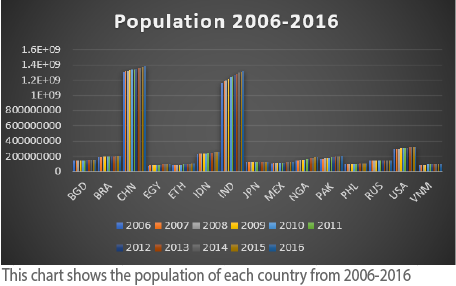 Population 2006-2016
1.6E+09
1.4E+09
1.2E+09
1E+09
800000000
600000000
400000000
200000000
0
BGD BRA CHN EGY ETH IDN IND JPN MEX NGA PAK PHL RUS USA VNM
2006 2007 2008 2009 2010 2011
2012 2013 2014 2015 2016
This chart shows the population of each country from 2006-2016